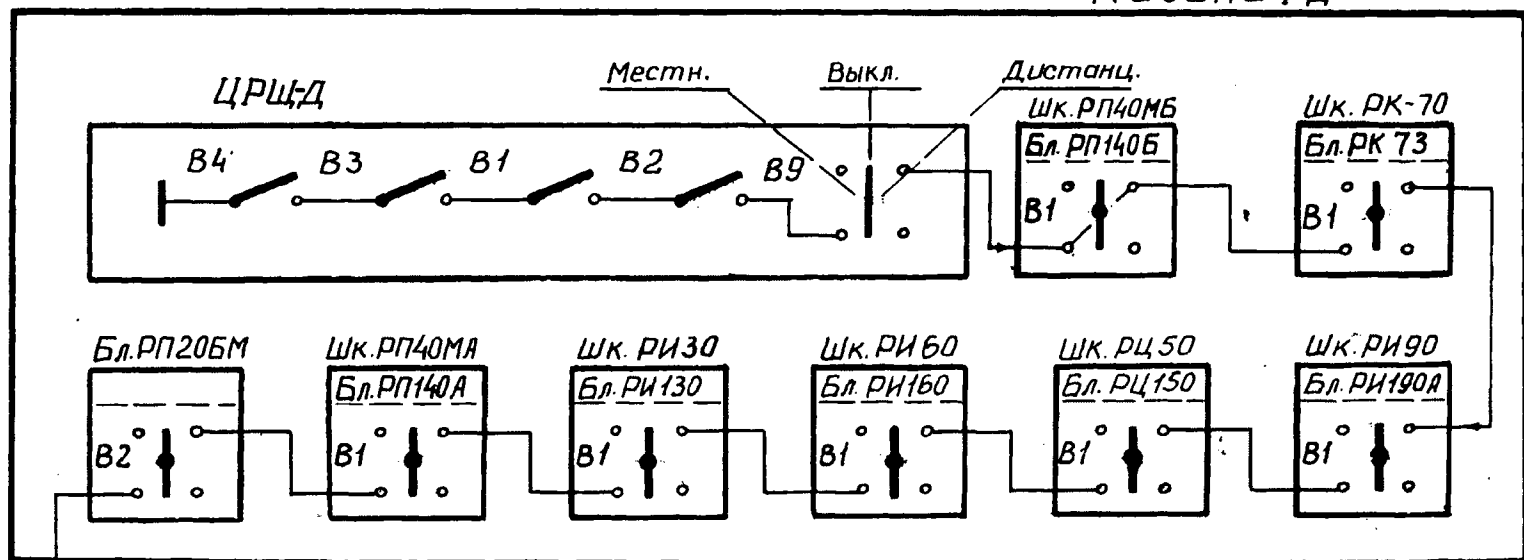 ЦРЩ-Д
Местн.
Выкл.
Дистанц.
В4
В3
В1
В2
В9
Шк. РП40МБ
Бл. РП140Б
В1
Шк. РК-70
Бл. РК 73
В1
Бл. РП20БМ
В2
Шк. РП40МА
Бл. РП140А
В1
Шк. РИ30
Бл. РИ130
В1
Шк. РИ60
Бл. РИ160
В1
Шк. РЦ50
Бл. РЦ150
В1
Шк. РИ90
Бл. РИ190А
В1